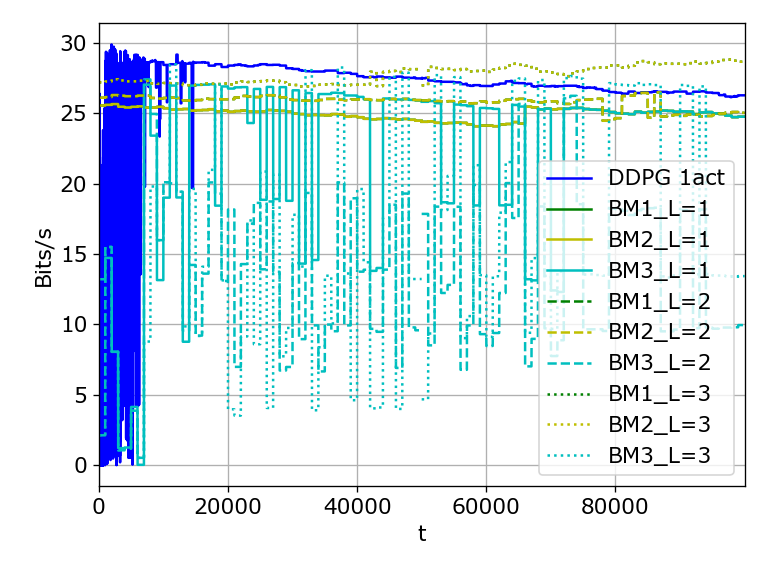 30
25
20
15
10
5
0
Bits/s
0 20000 40000 60000 80000
t
DDPG 1act
BM1_L=1
BM2_L=1
BM3_L=1
BM1_L=2
BM2_L=2
BM3_L=2
BM1_L=3
BM2_L=3
BM3_L=3